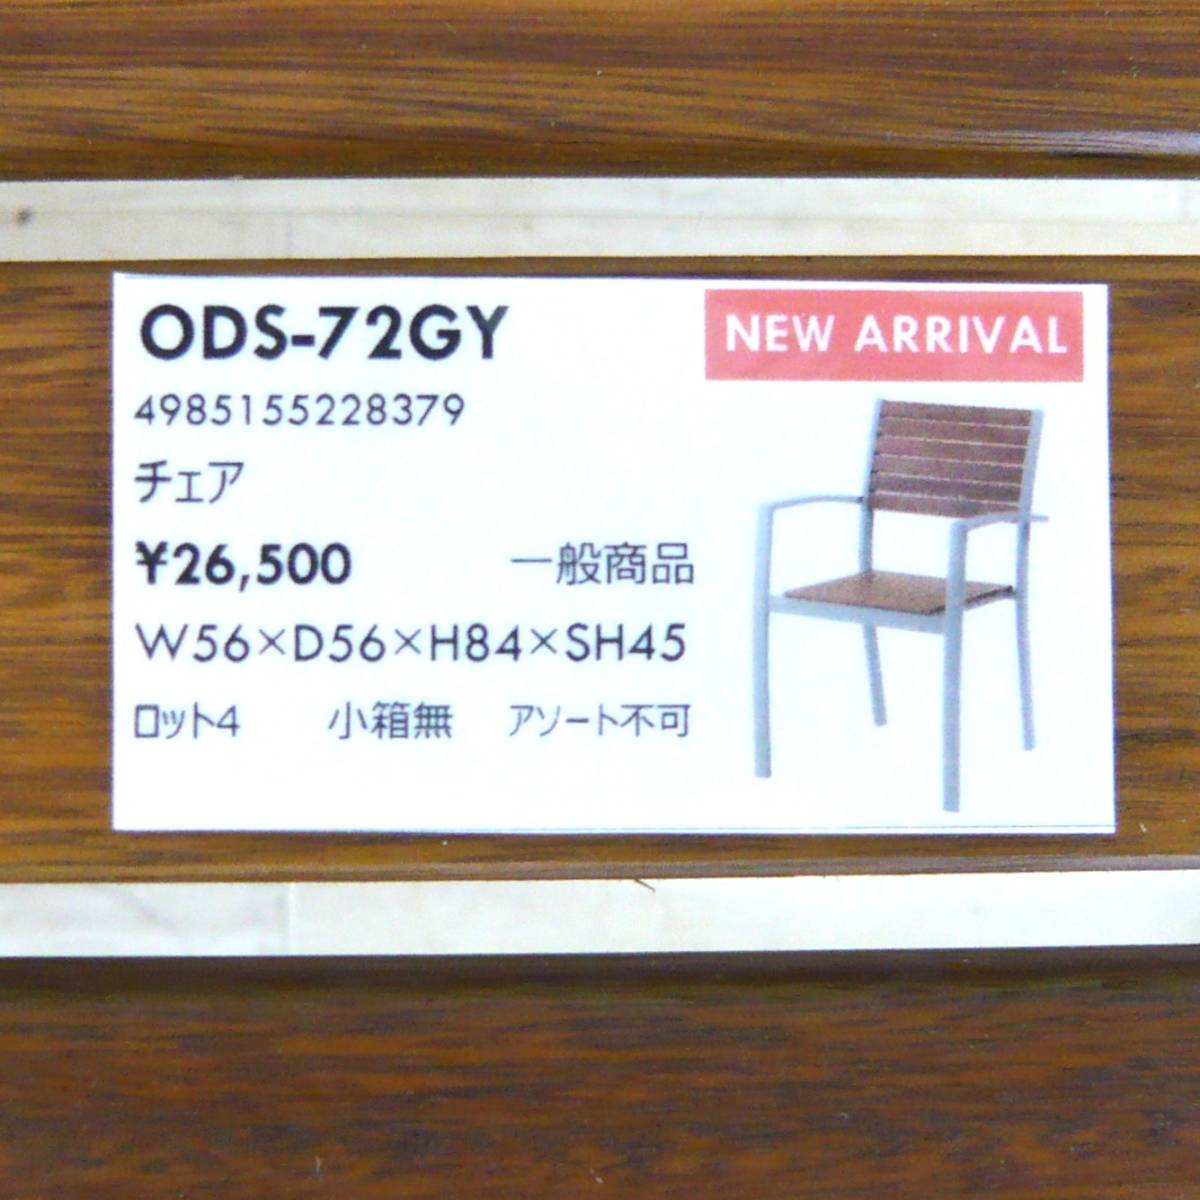 ODS-72GY
NEW ARRIVAL
4985155228379
チェア
¥26,500 一般商品
W56×D56×H84×SH45
ロット4 小箱無 アソート不可